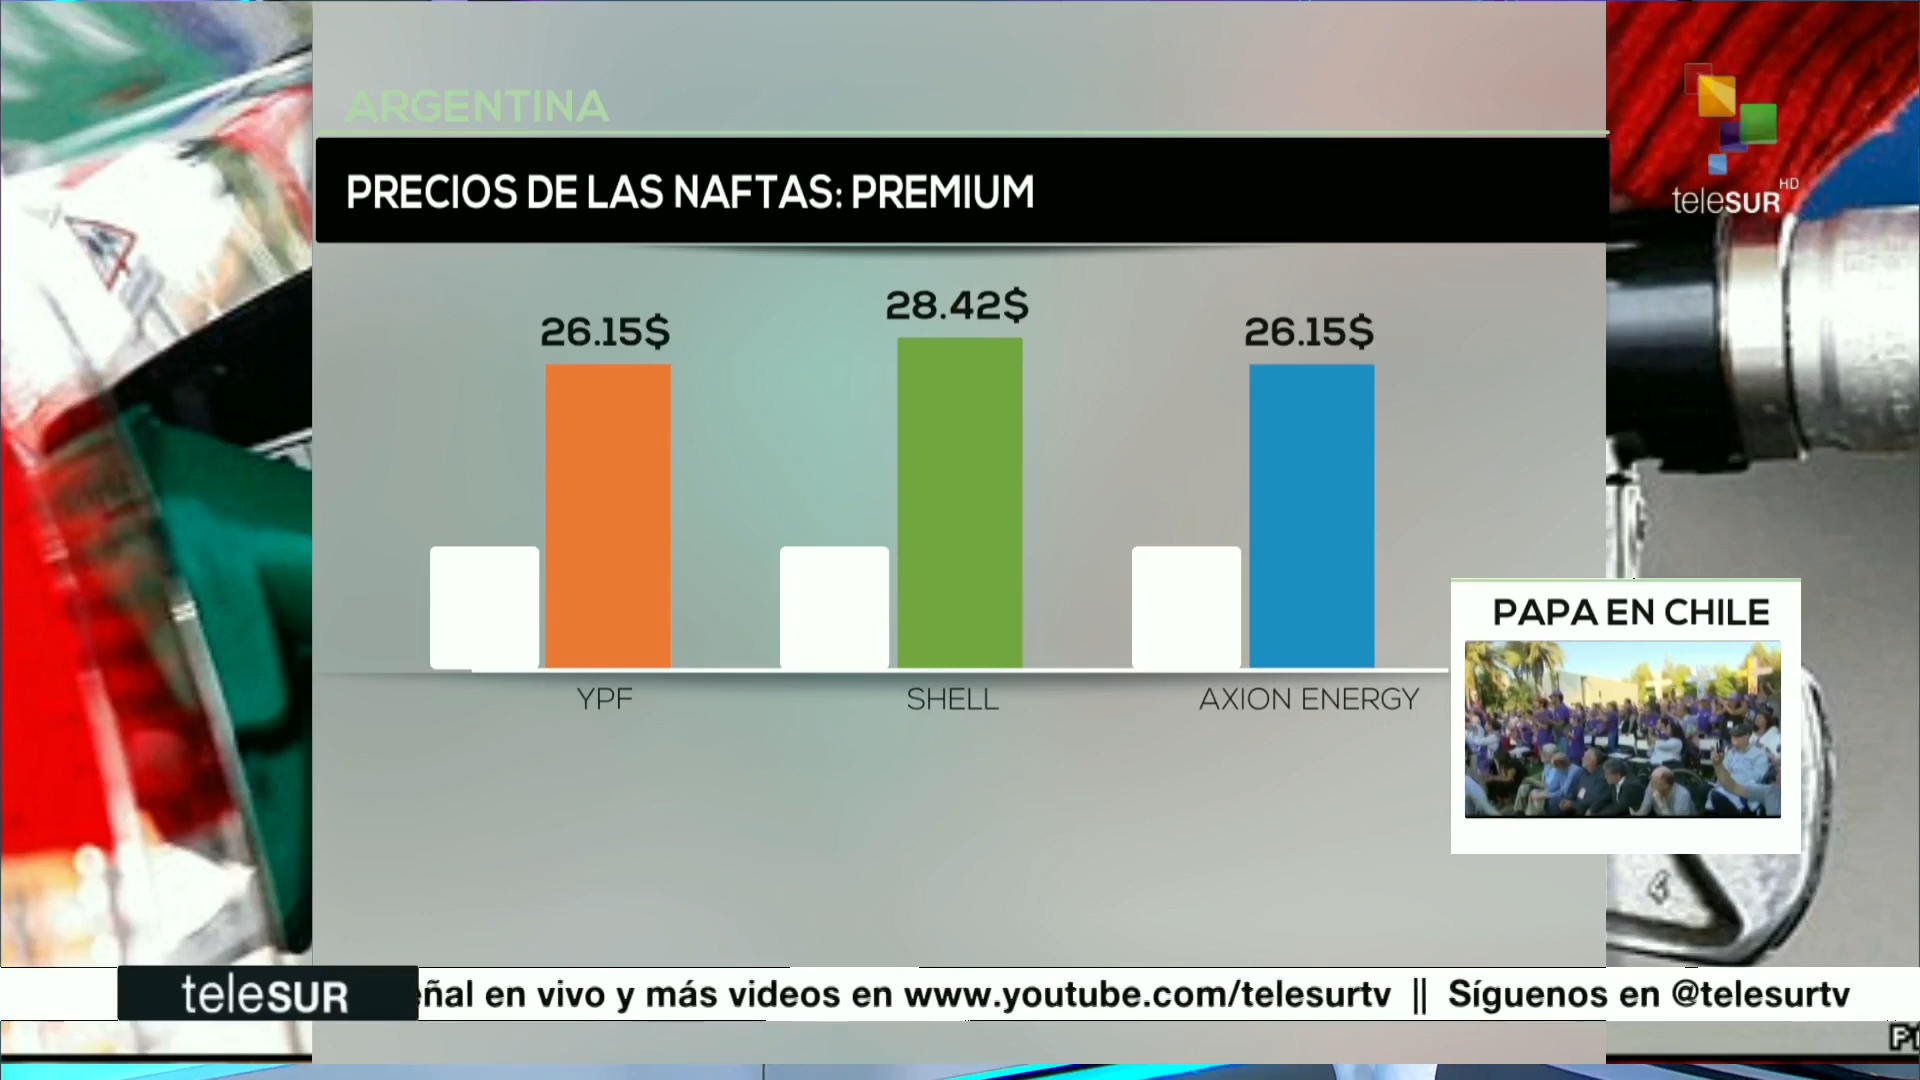 ARGENTINA
PRECIOS DE LAS NAFTAS: PREMIUM
teleSUR HD
26.15$
28.42$
26.15$
YPF
SHELL
AXION ENERGY
PAPA EN CHILE
teleSUR
ñal en vivo y más videos en www.youtube.com/telesurtv || Síguenos en @telesurtv